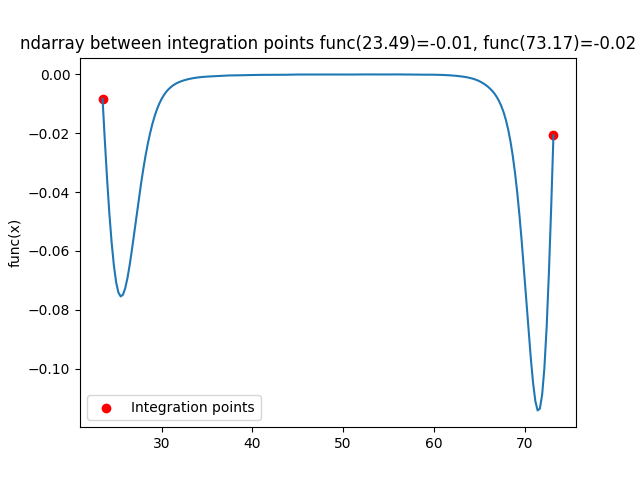 ndarray between integration points func(23.49)=-0.01, func(73.17)=-0.02
0.00
−0.02
−0.04
−0.06
−0.08
−0.10
func(x)
Integration points
30 40 50 60 70